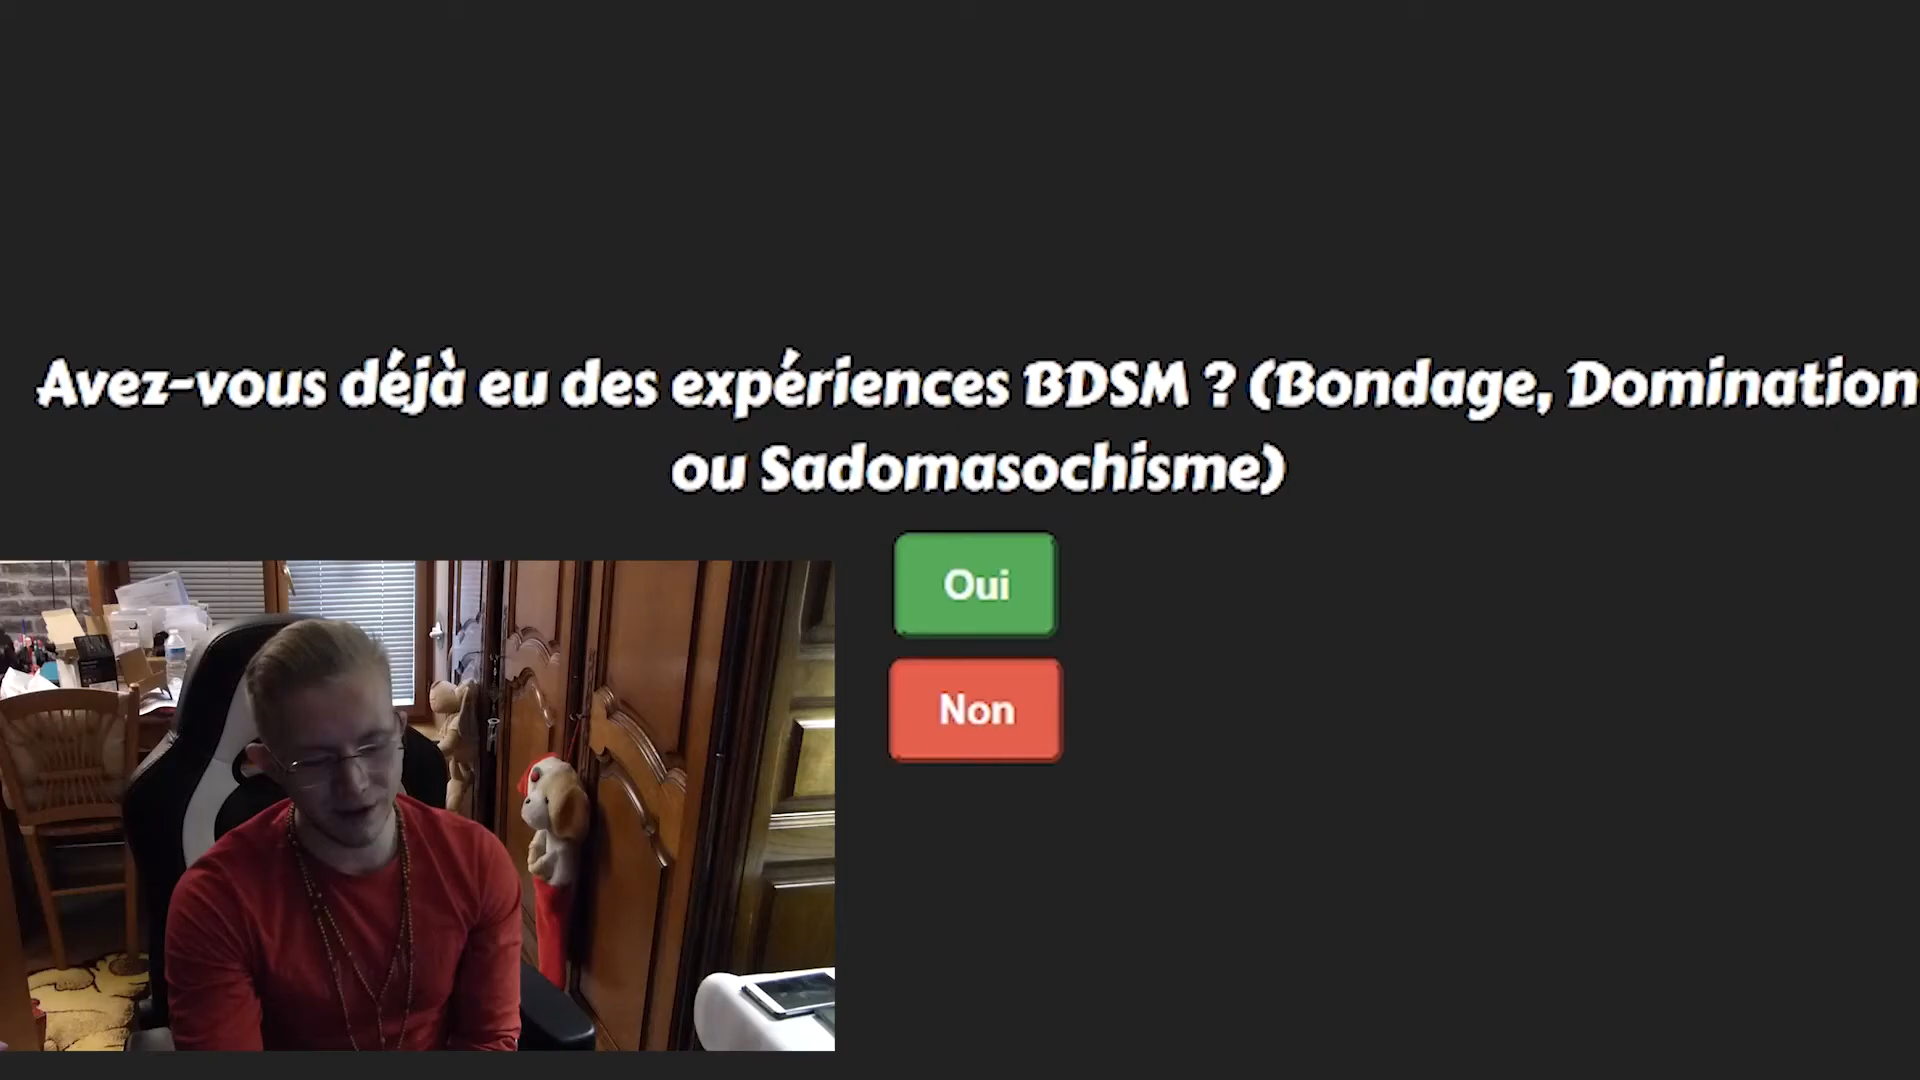 Avez-vous déjà eu des expériences BDSM ? (Bondage, Domination
ou Sadomasochisme)
Oui
Non